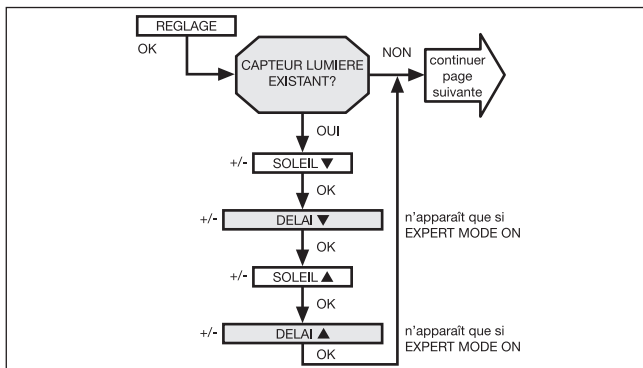 REGLAGE
OK
CAPTEUR LUMIERE
EXISTANT?
NON
continuer
page
suivante
OUI
+/- SOLEIL ▼
OK
+/- DELAI ▼
n'apparaît que si
EXPERT MODE ON
OK
+/- SOLEIL ▲
OK
+/- DELAI ▲
n'apparaît que si
EXPERT MODE ON
OK